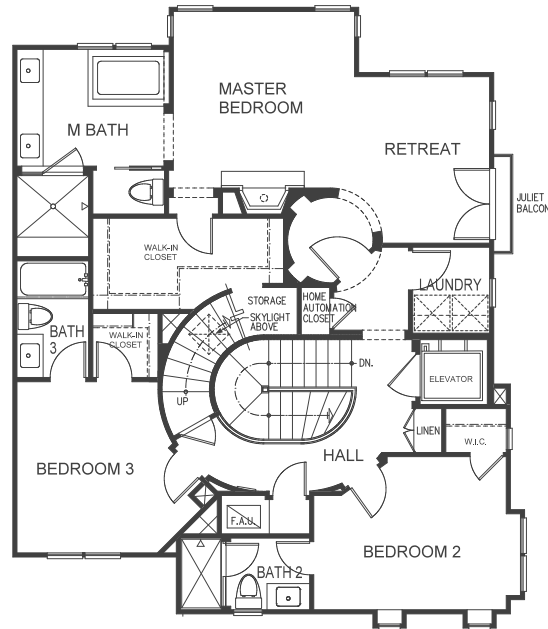 MASTER
BEDROOM
M BATH
RETREAT
JULIET
BALCON
WALK-IN
CLOSET
LAUNDRY
STORAGE
HOME
AUTOMATION
CLOSET
SKYLIGHT
ABOVE
BATH
3
WALK-IN
CLOSET
DN.
ELEVATOR
UP
LINEN
W.I.C.
HALL
BEDROOM 3
F.A.U.
BEDROOM 2
BATH 2